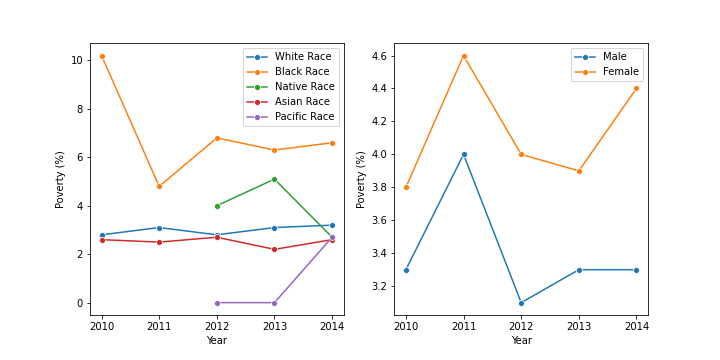 10
8
6
4
2
0
Poverty (%)
2010 2011 2012 2013 2014
Year
White Race
Black Race
Native Race
Asian Race
Pacific Race
4.6
4.4
4.2
4.0
3.8
3.6
3.4
3.2
Poverty (%)
2010 2011 2012 2013 2014
Year
Male
Female